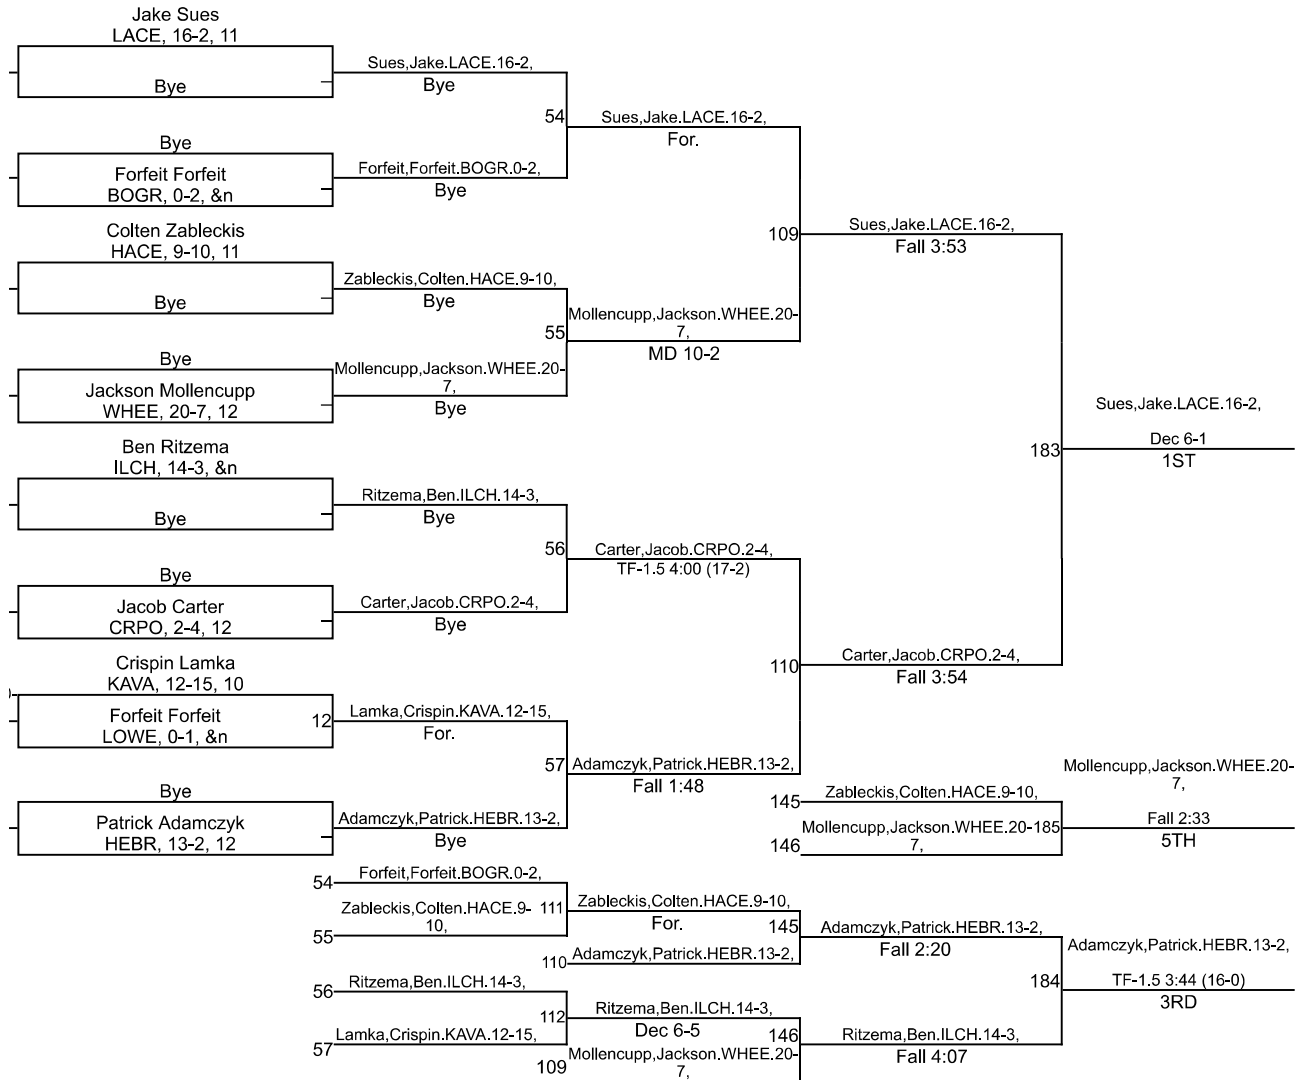 Jake Sues
LACE, 16-2, 11
Bye
Sues,Jake.LACE.16-2,
Bye
54
Sues,Jake.LACE.16-2,
For.
Bye
Forfeit Forfeit
BOGR, 0-2, &n
Forfeit,Forfeit.BOGR.0-2,
Bye
Colten Zableckis
HACE, 9-10, 11
Bye
109
Sues,Jake.LACE.16-2,
Fall 3:53
Zableckis,Colten.HACE.9-10,
Bye
55
Mollencupp,Jackson.WHEE.20-
7,
MD 10-2
Bye
Jackson Mollencupp
WHEE, 20-7, 12
Mollencupp,Jackson.WHEE.20-
7,
Bye
Sues,Jake.LACE.16-2,
183
Dec 6-1
1ST
Ben Ritzema
ILCH, 14-3, &n
Bye
Ritzema,Ben.ILCH.14-3,
Bye
56
Carter,Jacob.CRPO.2-4,
TF-1.5 4:00 (17-2)
Bye
Jacob Carter
CRPO, 2-4, 12
Carter,Jacob.CRPO.2-4,
Bye
Crispin Lamka
KAVA, 12-15, 10
Forfeit Forfeit
LOWE, 0-1, &n
110
Carter,Jacob.CRPO.2-4,
Fall 3:54
12
Lamka,Crispin.KAVA.12-15,
For.
57
Adamczyk,Patrick.HEBR.13-2,
Fall 1:48
Bye
Patrick Adamczyk
HEBR, 13-2, 12
Adamczyk,Patrick.HEBR.13-2,
Bye
145
Zableckis,Colten.HACE.9-10,
146
Mollencupp,Jackson.WHEE.20-
7,
185
Mollencupp,Jackson.WHEE.20-
7,
Fall 2:33
5TH
54
Forfeit,Forfeit.BOGR.0-2,
55
Zableckis,Colten.HACE.9-
10,
111
Zableckis,Colten.HACE.9-10,
For.
110
Adamczyk,Patrick.HEBR.13-2,
145
Adamczyk,Patrick.HEBR.13-2,
Fall 2:20
184
Adamczyk,Patrick.HEBR.13-2,
TF-1.5 3:44 (16-0)
3RD
56
Ritzema,Ben.ILCH.14-3,
57
Lamka,Crispin.KAVA.12-15,
112
Ritzema,Ben.ILCH.14-3,
Dec 6-5
109
Mollencupp,Jackson.WHEE.20-
7,
146
Ritzema,Ben.ILCH.14-3,
Fall 4:07